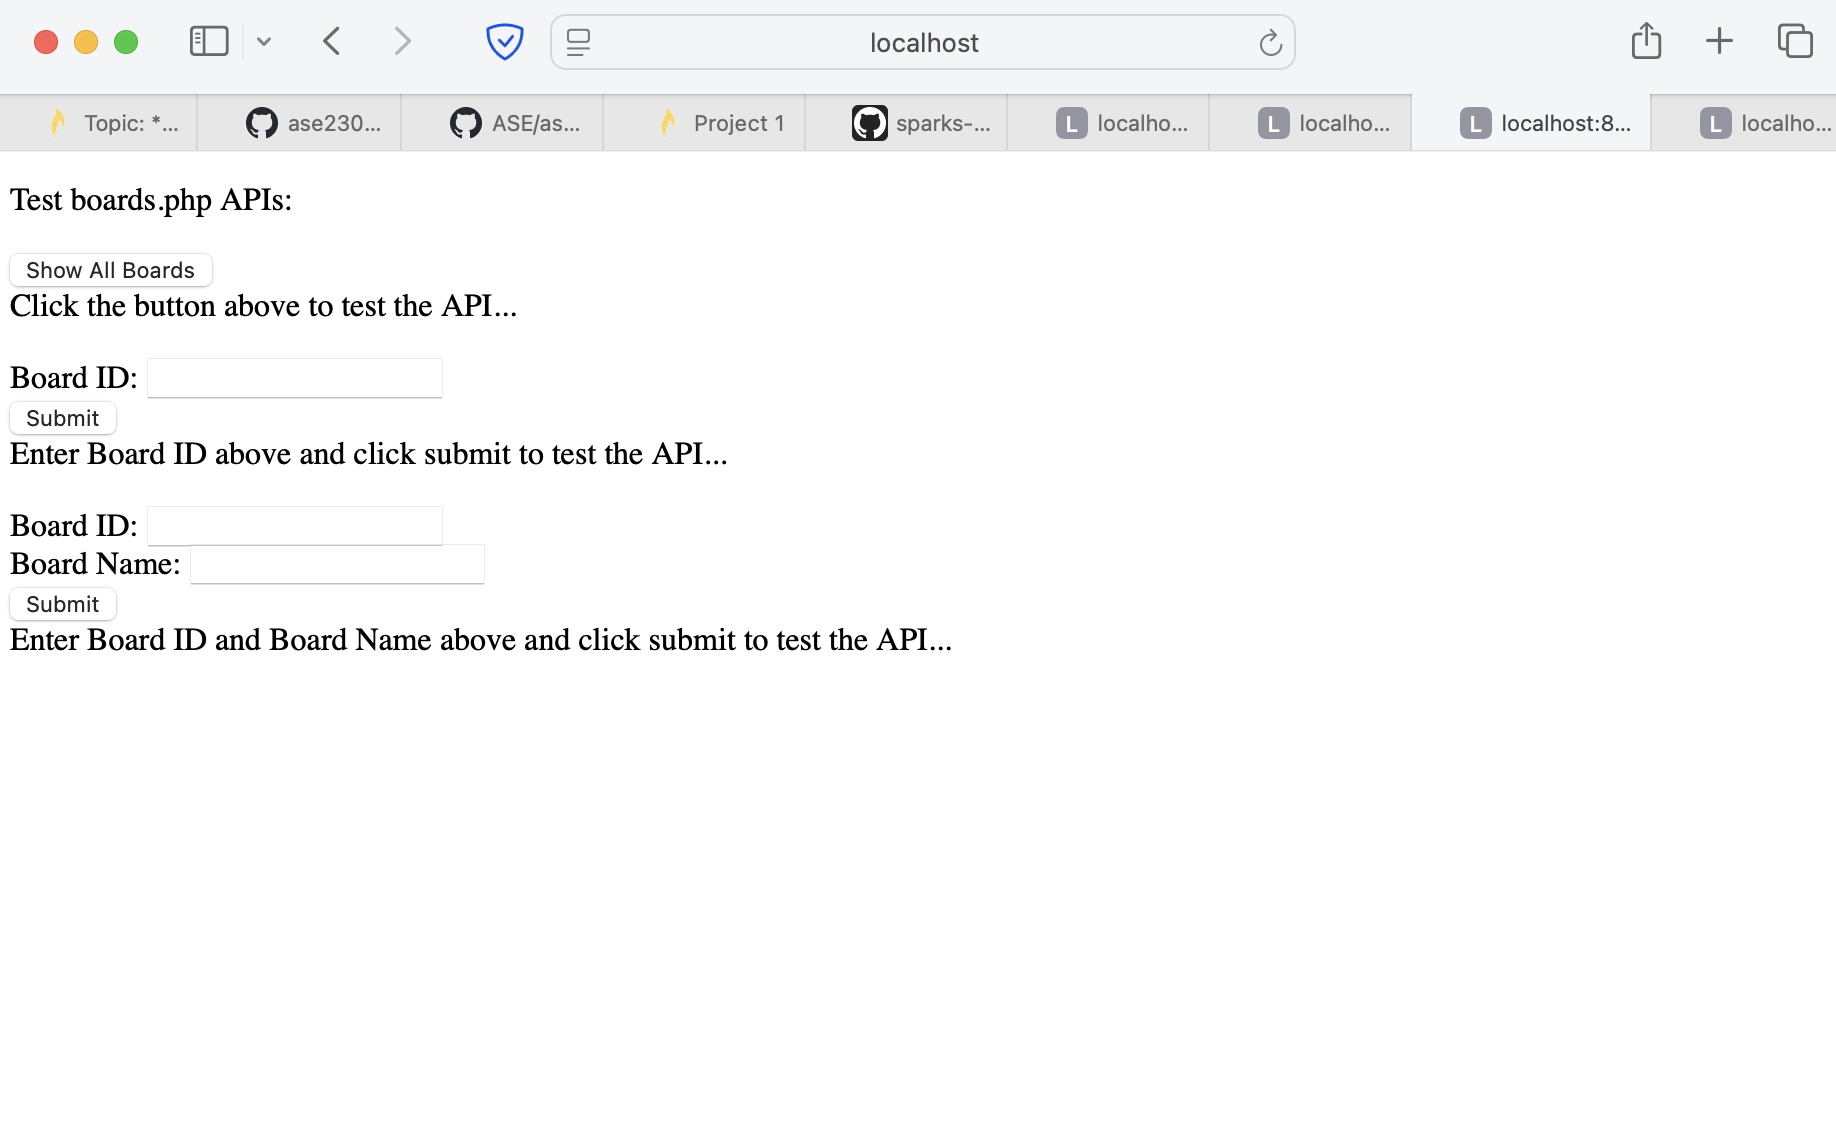 localhost
Topic: *...
ase230...
ASE/as...
Project 1
sparks-...
L localho...
L localho...
L localhost:8...
L localho...
Test boards.php APIs:
Show All Boards
Click the button above to test the API...
Board ID:
Submit
Enter Board ID above and click submit to test the API...
Board ID:
Board Name:
Submit
Enter Board ID and Board Name above and click submit to test the API...